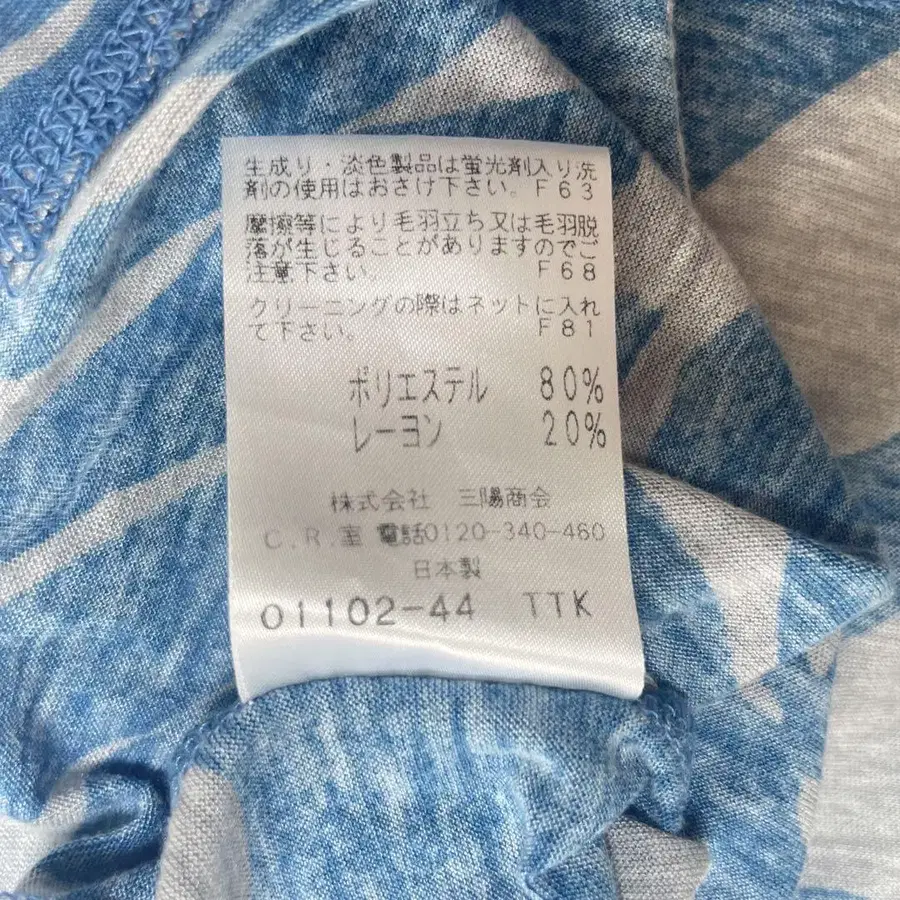 生成り・淡色製品は蛍光剤入り洗
剤の使用はおさけ下さい。F63
摩擦等により毛羽立ち又は毛羽脱
落が生じることがありますのでご
注意下さい F68
クリーニングの際はネットに入れ
て下さい。 F81
ポリエステル 80%
レーヨン 20%
株式会社 三陽商会
C.R.室 電話0120-340-460
日本製
01102-44 TTK